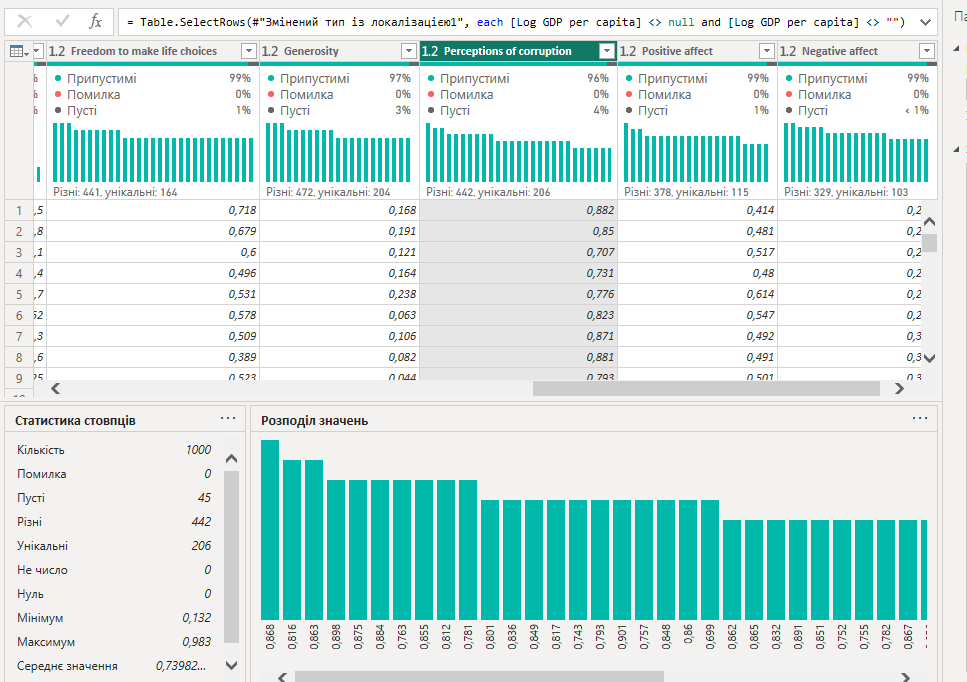 fx = Table.SelectRows(#"Змінений тип із локалізацією1", each [Log GDP per capita] <> null and [Log GDP per capita] <> "")
1.2 Freedom to make life choices 1.2 Generosity 1.2 Perceptions of corruption 1.2 Positive affect 1.2 Negative affect
% Припустимі 99% Припустимі 97% Припустимі 96% Припустимі 99% Припустимі 99%
% Помилка 0% Помилка 0% Помилка 0% Помилка 0% Помилка 0%
% Пусті 1% Пусті 3% Пусті 4% Пусті 1% Пусті < 1%
Різні: 441, унікальні: 164 Різні: 472, унікальні: 204 Різні: 442, унікальні: 206 Різні: 378, унікальні: 115 Різні: 329, унікальні: 103
1 ,5 0,718 0,168 0,882 0,414 0,2
2 ,8 0,679 0,191 0,85 0,481 0,2
3 ,1 0,6 0,121 0,707 0,517 0,2
4 ,4 0,496 0,164 0,731 0,48 0,2
5 ,7 0,531 0,238 0,776 0,614 0,2
6 52 0,578 0,063 0,823 0,547 0,2
7 ,3 0,509 0,106 0,871 0,492 0,3
8 ,6 0,389 0,082 0,881 0,491 0,3
9 25 0,523 0,044 0,793 0,501 0,3
Статистика стовпців ...
Кількість 1000
Помилка 0
Пусті 45
Різні 442
Унікальні 206
Не число 0
Нуль 0
Мінімум 0,132
Максимум 0,983
Середнє значення 0,73982...
Розподіл значень ...
0,868 0,816 0,863 0,898 0,875 0,884 0,763 0,855 0,812 0,781 0,801 0,836 0,849 0,817 0,743 0,793 0,901 0,757 0,848 0,86 0,699 0,862 0,865 0,832 0,891 0,851 0,752 0,755 0,782 0,867